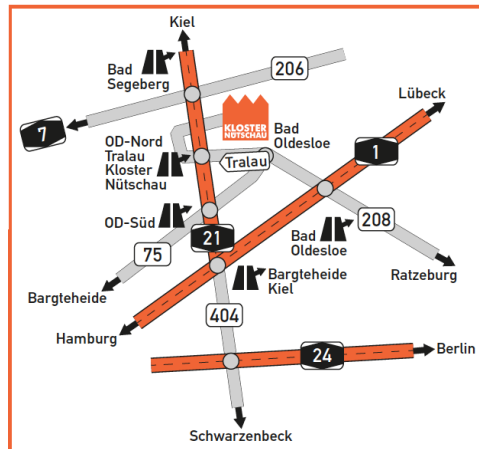 Kiel
Bad
Segeberg
206
7
Lübeck
KLOSTER
NÜTSCHAU
Bad
Oldesloe
1
OD-Nord
Tralau
Kloster
Nütschau
Tralau
OD-Süd
208
21
Bad
Oldesloe
75
Ratzeburg
Bargteheide
Kiel
Bargteheide
404
Hamburg
24
Berlin
Schwarzenbeck